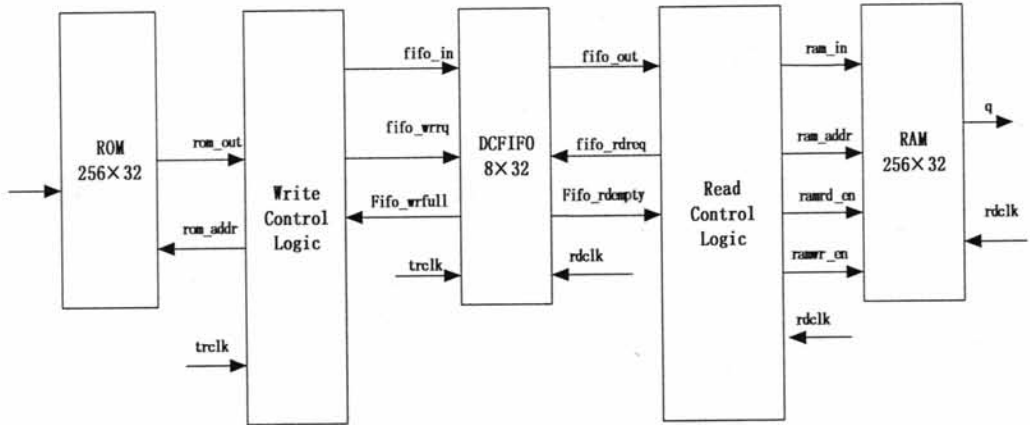 ROM
256×32
rom_out
rom_addr
trclk
Write
Control
Logic
fifo_in
fifo_wrrq
Fifo_wrfull
trclk
DCFIFO
8×32
fifo_out
fifo_rdreq
Fifo_rdempty
rdclk
Read
Control
Logic
ram_in
ram_addr
ramrd_en
ramwr_en
rdclk
RAM
256×32
q
rdclk